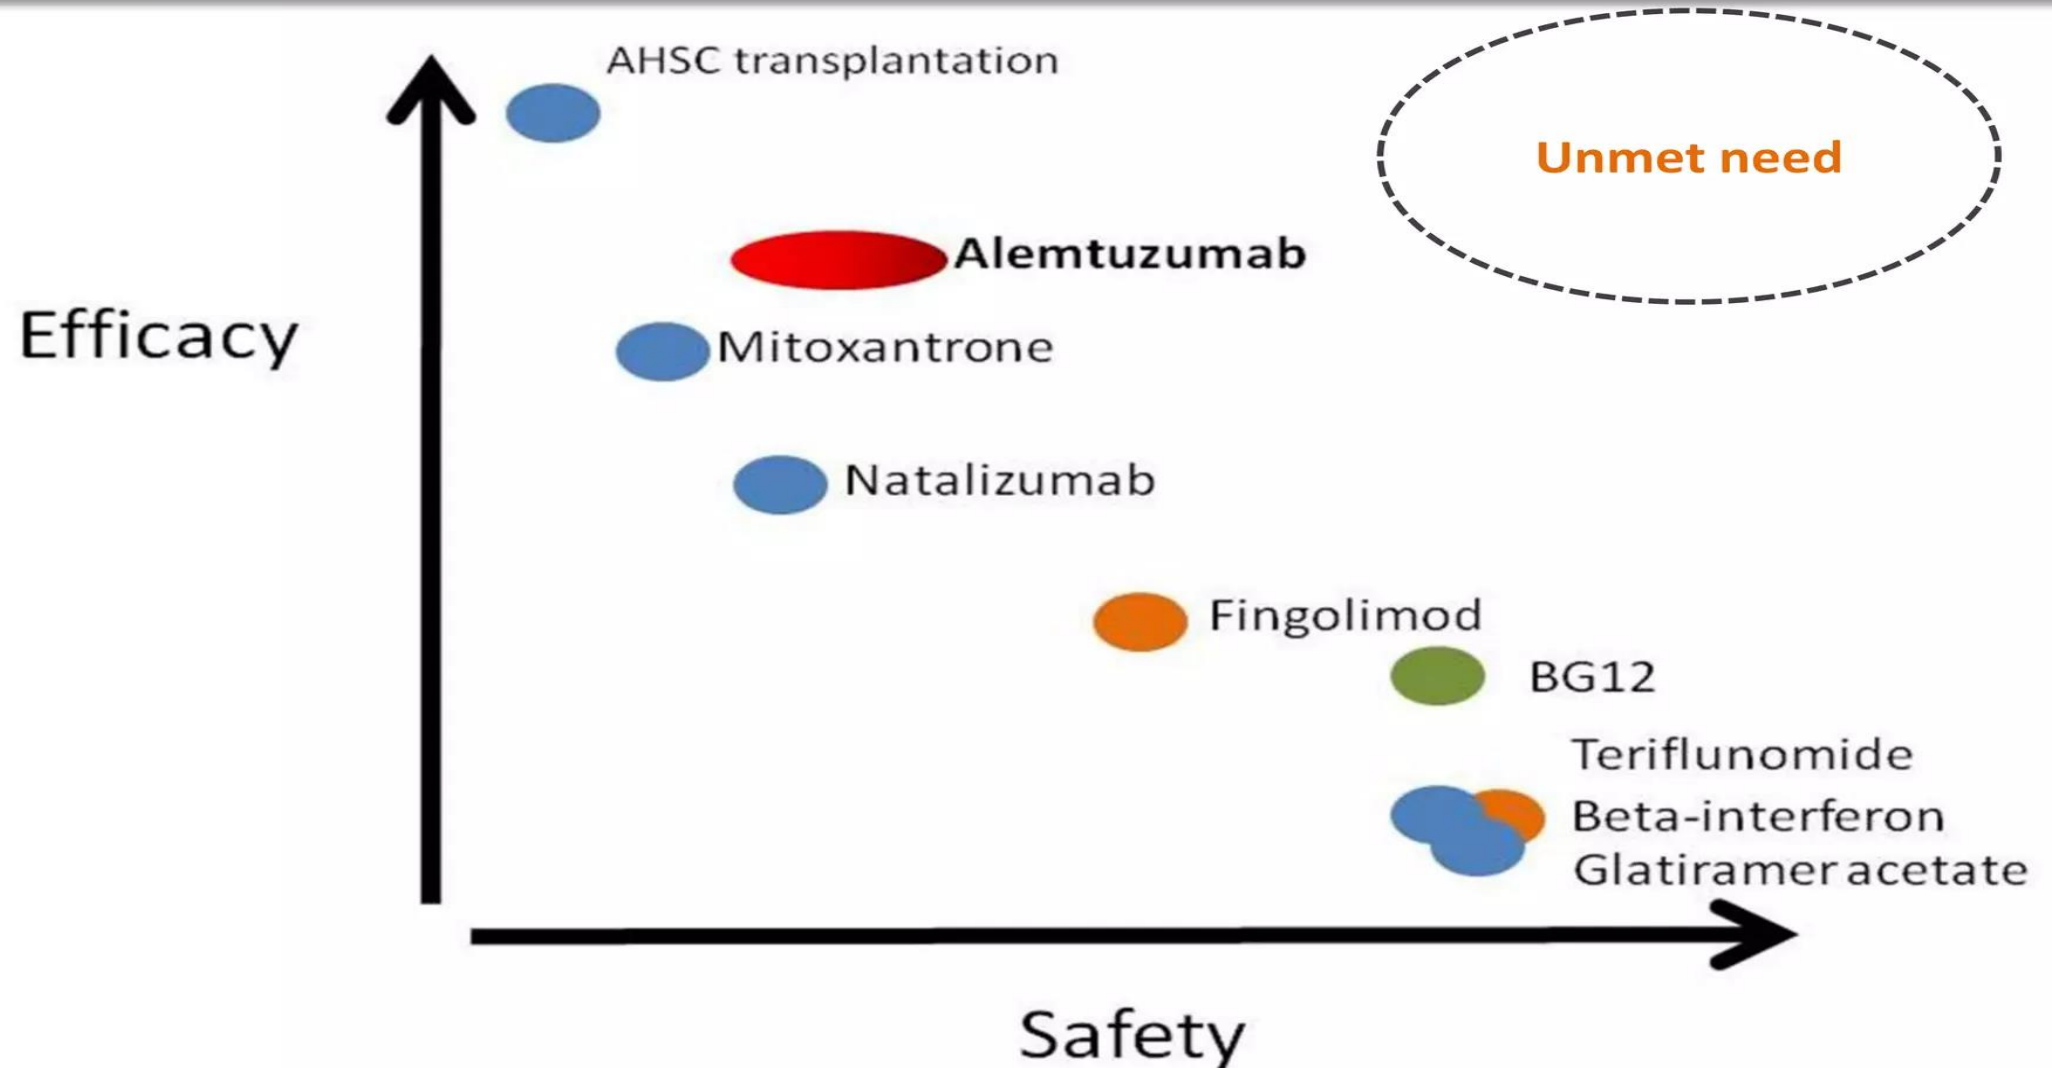 AHSC transplantation
Unmet need
Alemtuzumab
Efficacy
Mitoxantrone
Natalizumab
Fingolimod
BG12
Teriflunomide
Beta-interferon
Glatiramer acetate
Safety